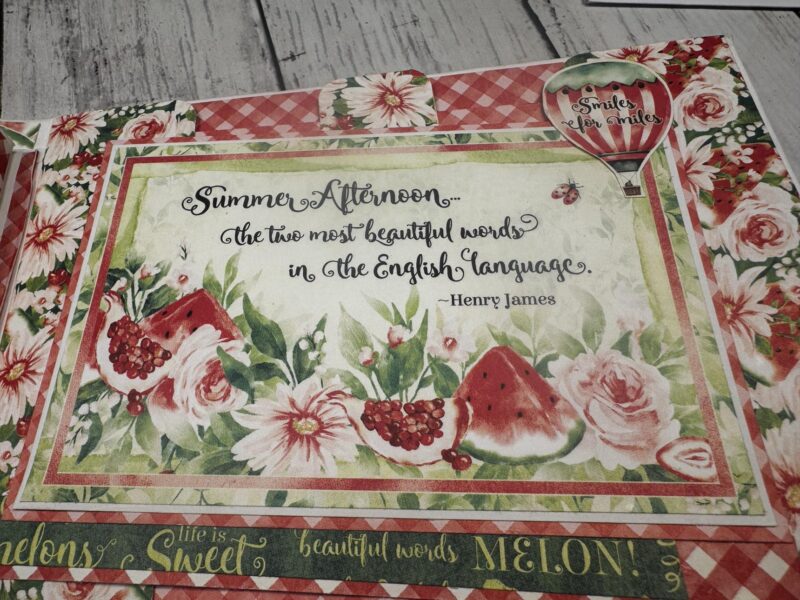 Smiles
for miles
Summer Afternoon...
the two most beautiful words
in the English language.
~Henry James
life is
Sweet
beautiful words
MELON!